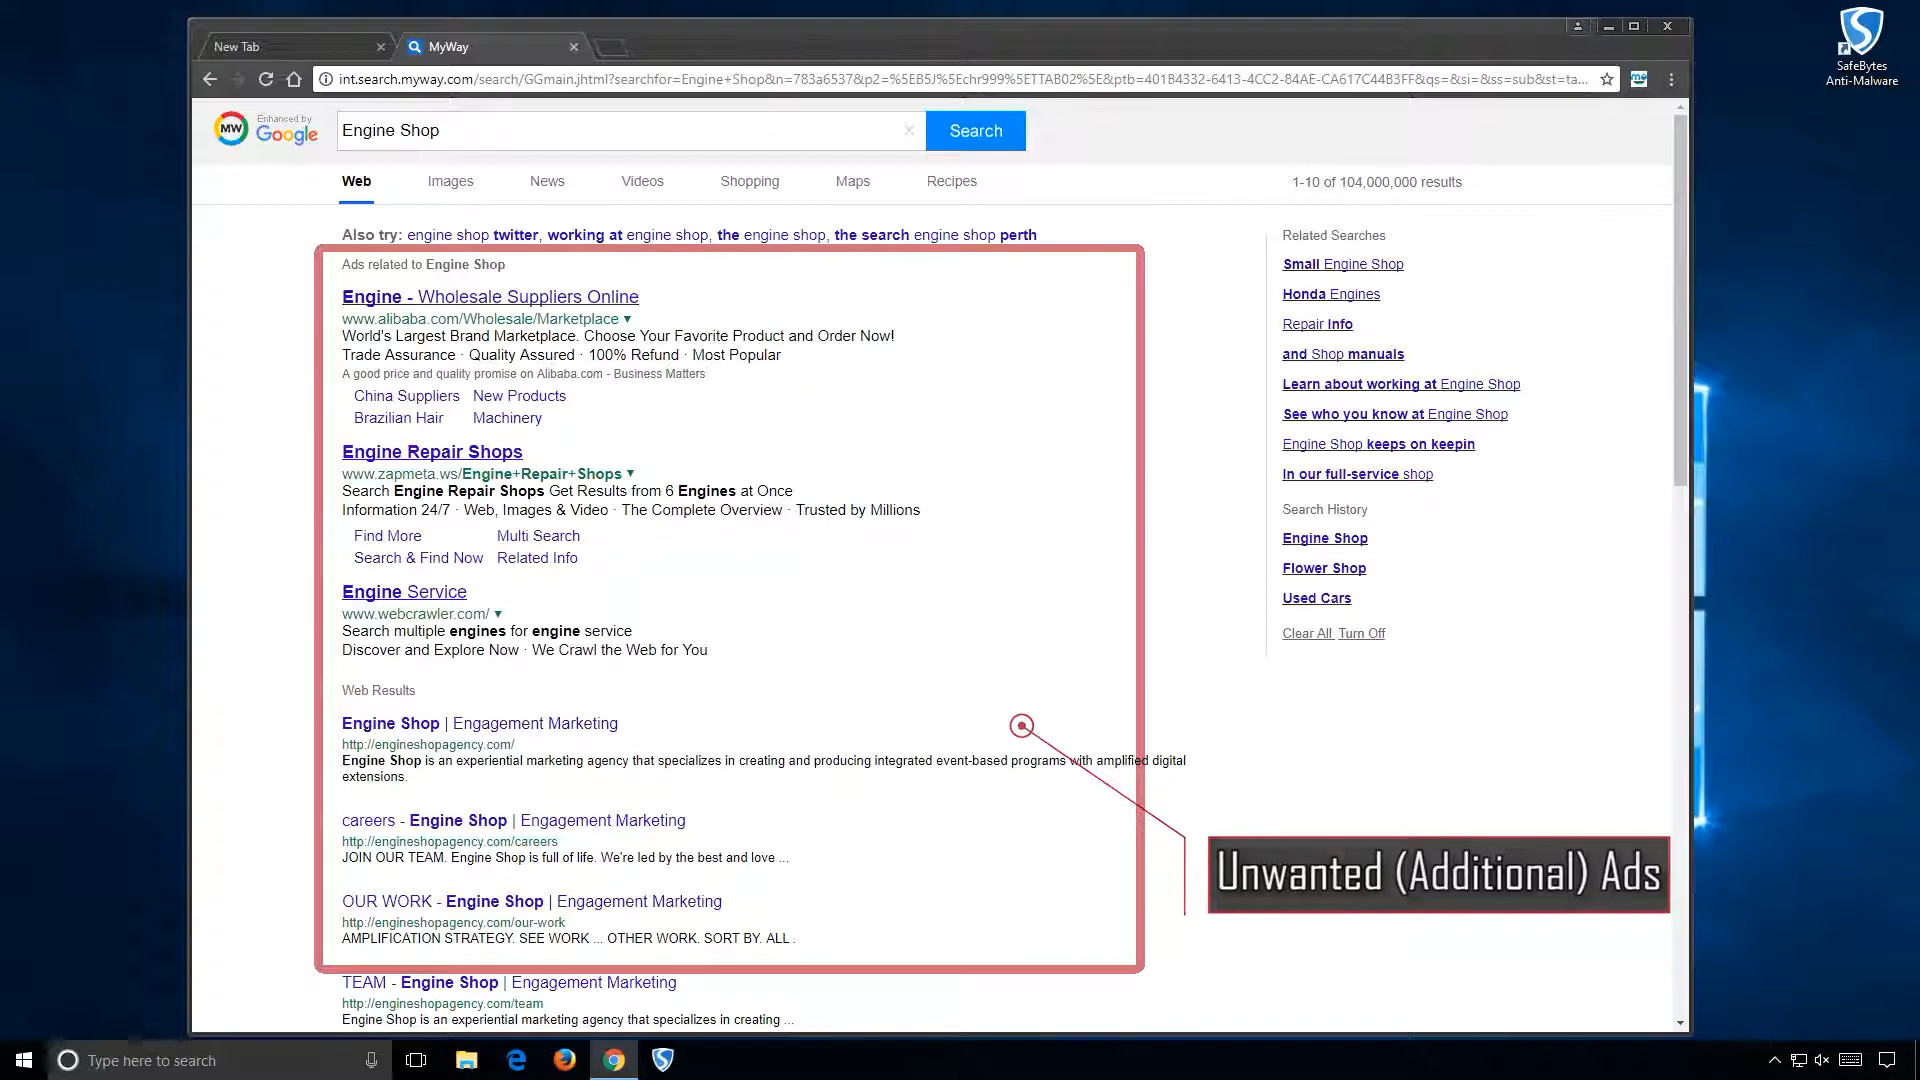 New Tab
MyWay
int.search.myway.com/search/GGmain.jhtml?searchfor=Engine+Shop&n=783a6537&p2=%5EB5J%5Echr999%5ETTAB02%5E&ptb=401B4332-6413-4CC2-84AE-CA617C44B3FF&qs=&si=&ss=sub&st=ta...
me
SafeBytes
Anti-Malware
MW
Enhanced by
Google
Engine Shop
Search
Web Images News Videos Shopping Maps Recipes
1-10 of 104,000,000 results
Also try: engine shop twitter, working at engine shop, the engine shop, the search engine shop perth
Ads related to Engine Shop
Engine - Wholesale Suppliers Online
www.alibaba.com/Wholesale/Marketplace
World's Largest Brand Marketplace. Choose Your Favorite Product and Order Now!
Trade Assurance · Quality Assured · 100% Refund · Most Popular
A good price and quality promise on Alibaba.com - Business Matters
China Suppliers New Products
Brazilian Hair Machinery
Engine Repair Shops
www.zapmeta.ws/Engine+Repair+Shops
Search Engine Repair Shops Get Results from 6 Engines at Once
Information 24/7 · Web, Images & Video · The Complete Overview · Trusted by Millions
Find More Multi Search
Search & Find Now Related Info
Engine Service
www.webcrawler.com/
Search multiple engines for engine service
Discover and Explore Now · We Crawl the Web for You
Web Results
Engine Shop | Engagement Marketing
http://engineshopagency.com/
Engine Shop is an experiential marketing agency that specializes in creating and producing integrated event-based programs with amplified digital
extensions.
careers - Engine Shop | Engagement Marketing
http://engineshopagency.com/careers
JOIN OUR TEAM. Engine Shop is full of life. We're led by the best and love ...
OUR WORK - Engine Shop | Engagement Marketing
http://engineshopagency.com/our-work
AMPLIFICATION STRATEGY. SEE WORK ... OTHER WORK. SORT BY. ALL .
TEAM - Engine Shop | Engagement Marketing
http://engineshopagency.com/team
Engine Shop is an experiential marketing agency that specializes in creating ...
Related Searches
Small Engine Shop
Honda Engines
Repair Info
and Shop manuals
Learn about working at Engine Shop
See who you know at Engine Shop
Engine Shop keeps on keepin
In our full-service shop
Search History
Engine Shop
Flower Shop
Used Cars
Clear All Turn Off
Unwanted (Additional) Ads
Type here to search